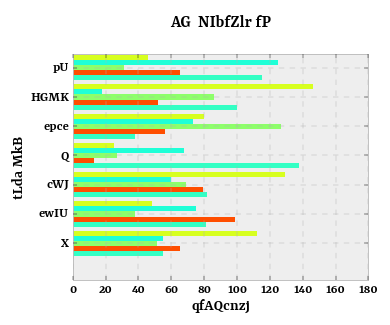 AG NIbfZlr fP
tLda MkB
pU
HGMK
epce
Q
cWJ
ewIU
X
0 20 40 60 80 100 120 140 160 180
qfAQcnzj